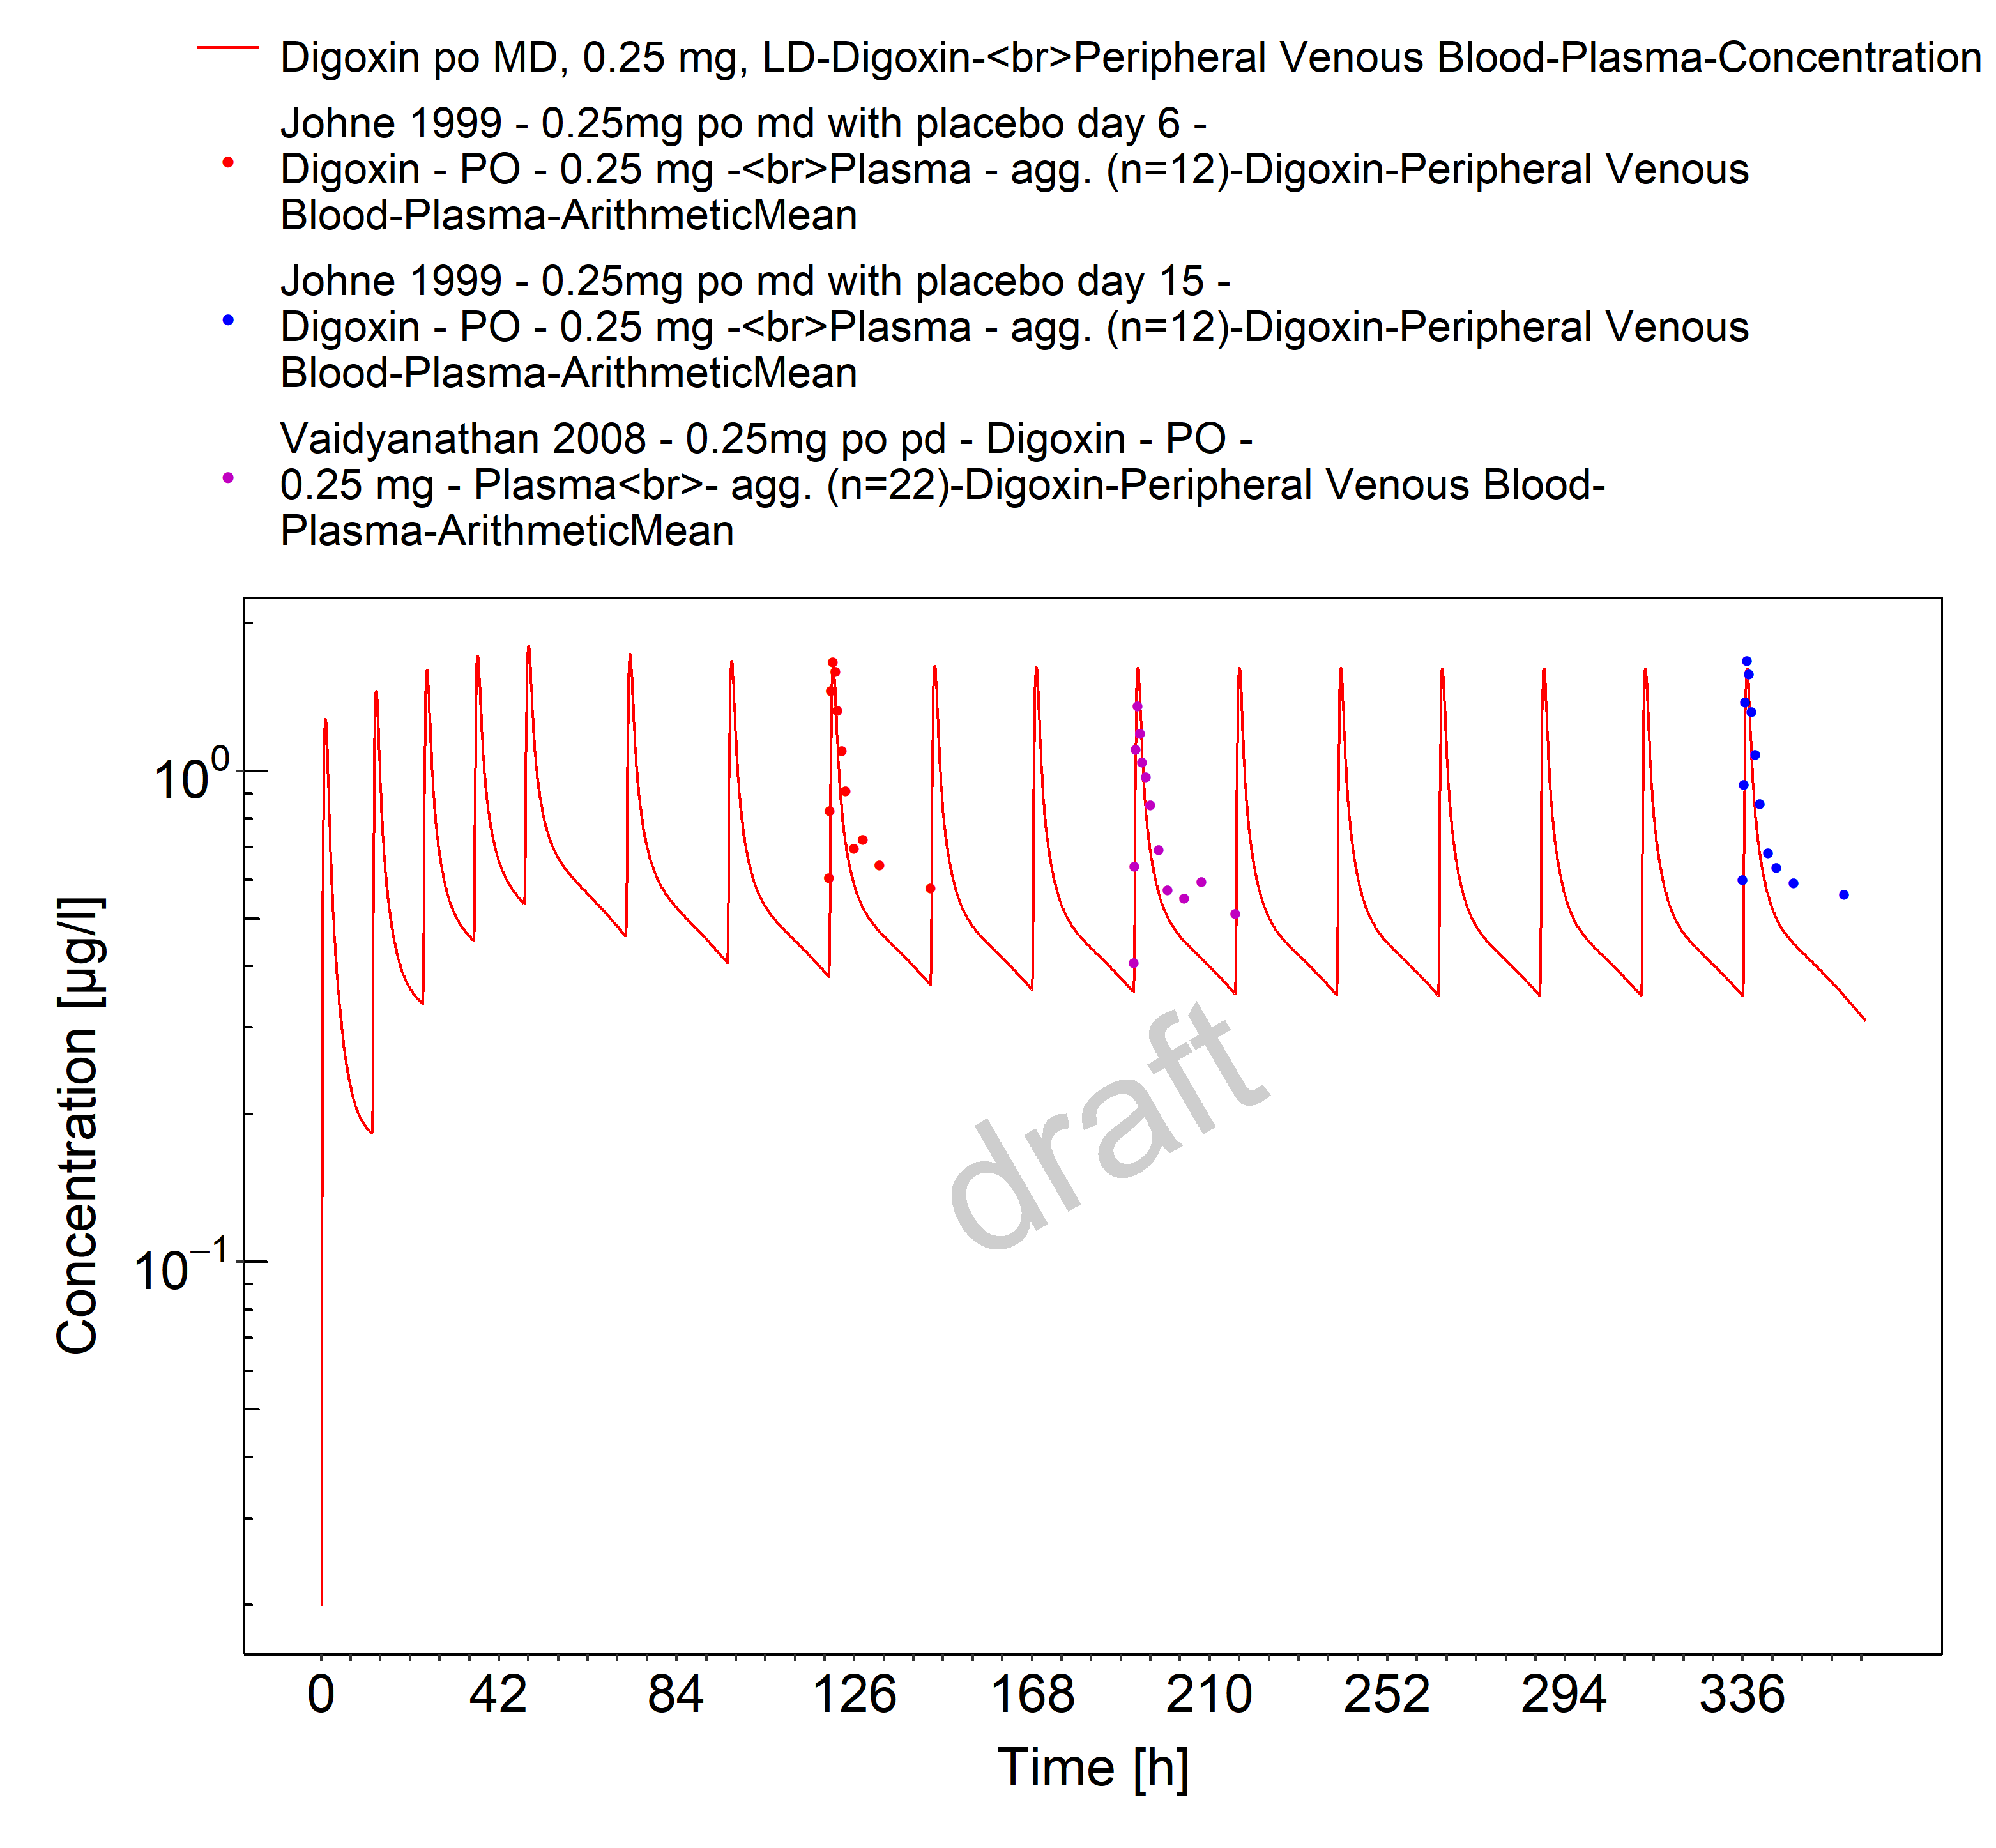 Digoxin po MD, 0.25 mg, LD-Digoxin-<br>Peripheral Venous Blood-Plasma-Concentration
Johne 1999 - 0.25mg po md with placebo day 6 -
Digoxin - PO - 0.25 mg -<br>Plasma - agg. (n=12)-Digoxin-Peripheral Venous
Blood-Plasma-ArithmeticMean
Johne 1999 - 0.25mg po md with placebo day 15 -
Digoxin - PO - 0.25 mg -<br>Plasma - agg. (n=12)-Digoxin-Peripheral Venous
Blood-Plasma-ArithmeticMean
Vaidyanathan 2008 - 0.25mg po pd - Digoxin - PO -
0.25 mg - Plasma<br>- agg. (n=22)-Digoxin-Peripheral Venous Blood-
Plasma-ArithmeticMean
Concentration [µg/l]
10⁰
10⁻¹
draft
0 42 84 126 168 210 252 294 336
Time [h]